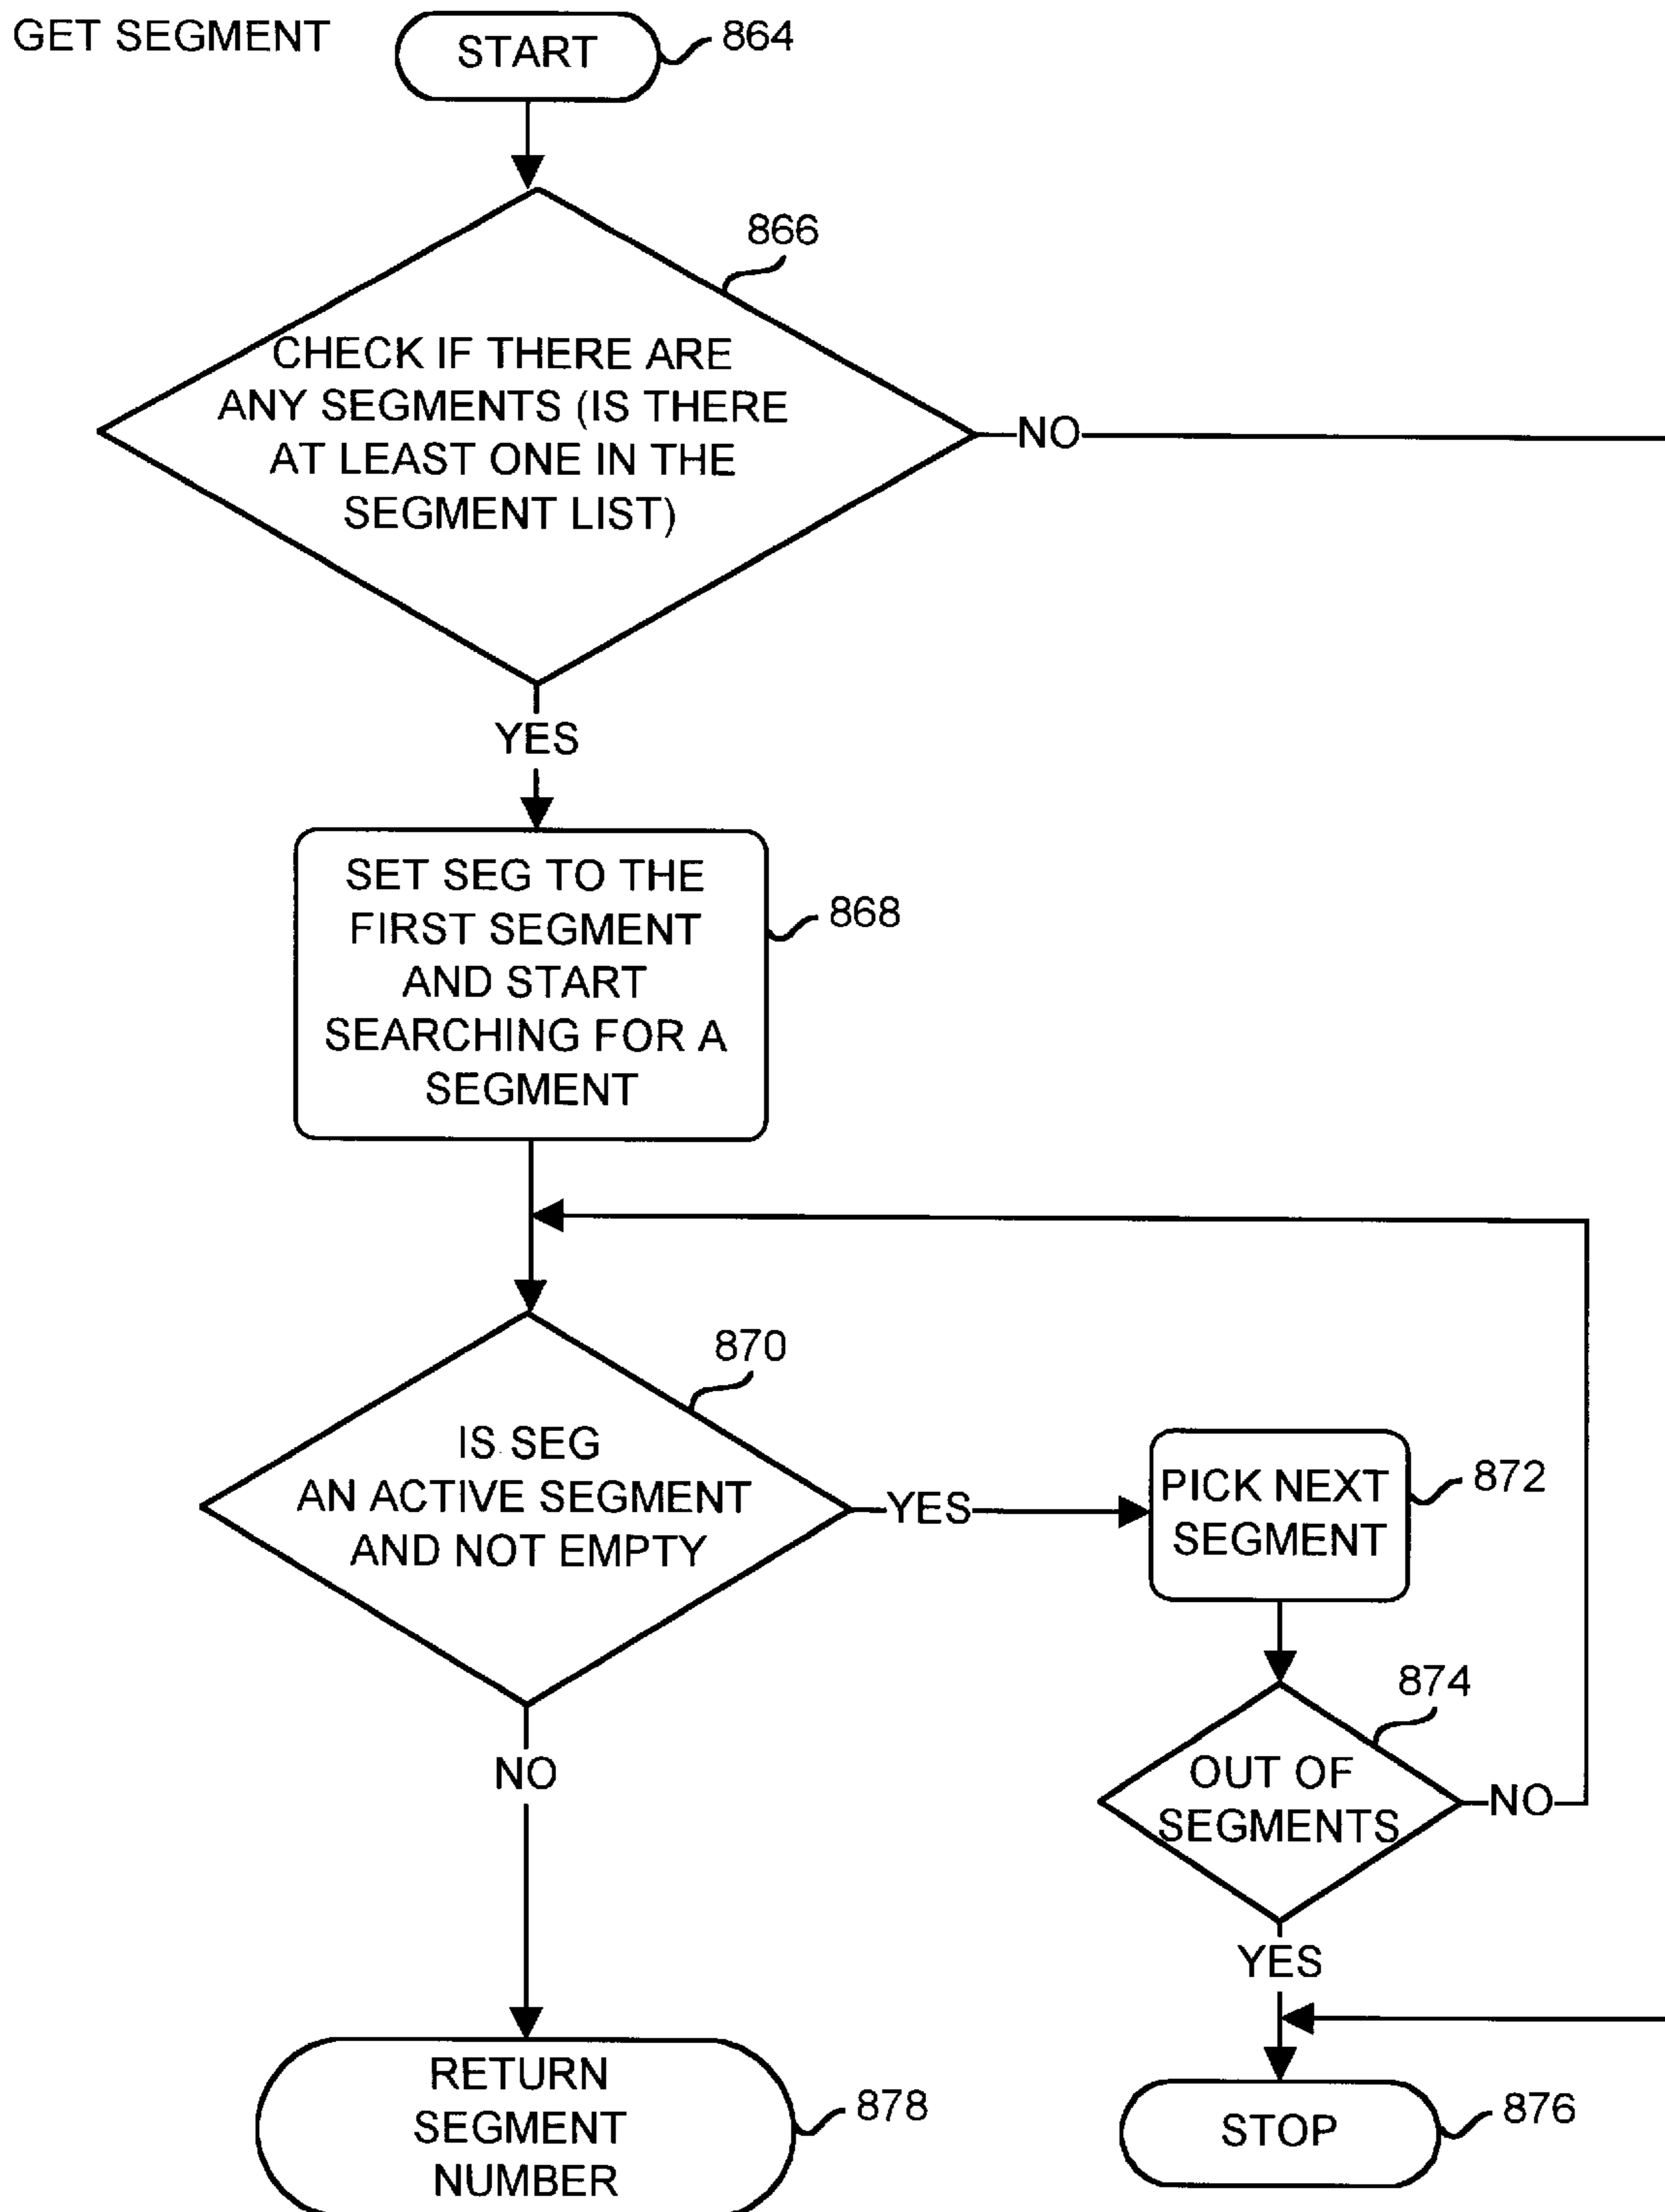 GET SEGMENT
START
864
866
CHECK IF THERE ARE
ANY SEGMENTS (IS THERE
AT LEAST ONE IN THE
SEGMENT LIST)
NO
YES
SET SEG TO THE
FIRST SEGMENT
AND START
SEARCHING FOR A
SEGMENT
868
870
IS SEG
AN ACTIVE SEGMENT
AND NOT EMPTY
YES
PICK NEXT
SEGMENT
872
874
OUT OF
SEGMENTS
NO
NO
YES
RETURN
SEGMENT
NUMBER
878
STOP
876